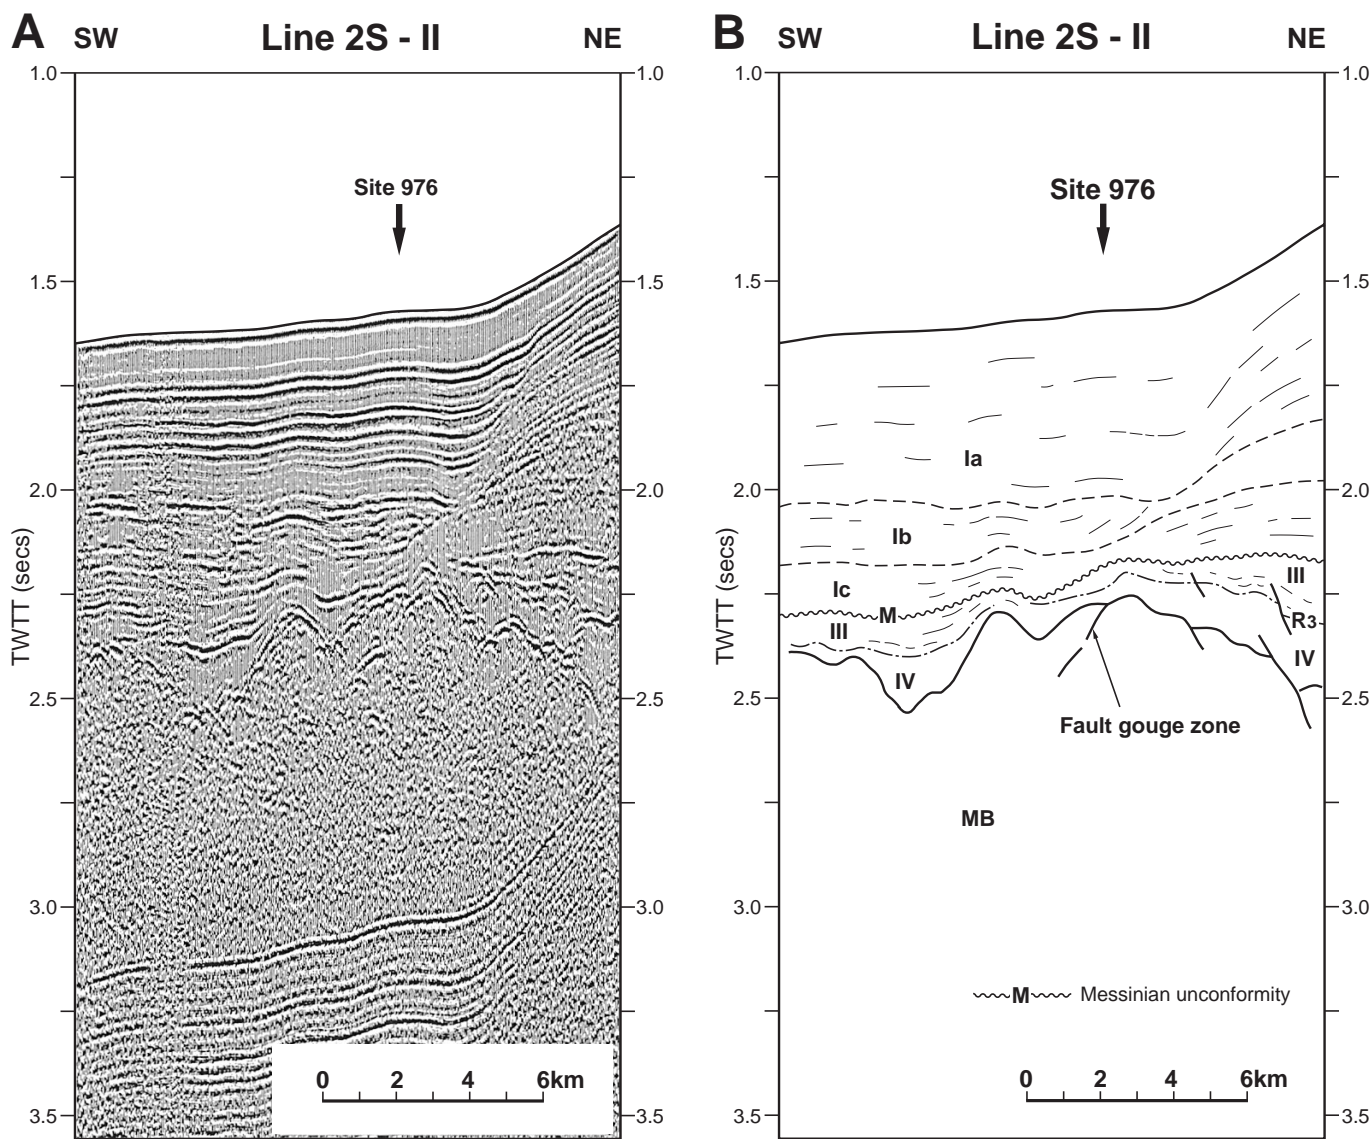 A SW Line 2S - II NE
1.0 1.0
Site 976
1.5 1.5
2.0 2.0
TWTT (secs)
2.5 2.5
3.0 3.0
0 2 4 6km
3.5 3.5
B SW Line 2S - II NE
1.0
Site 976
1.5
Ia
2.0
Ib
TWTT (secs)
Ic III
M
III R3
IV IV
2.5
Fault gouge zone
MB
3.0
M Messinian unconformity
0 2 4 6km
3.5
1.0
1.5
2.0
2.5
3.0
3.5